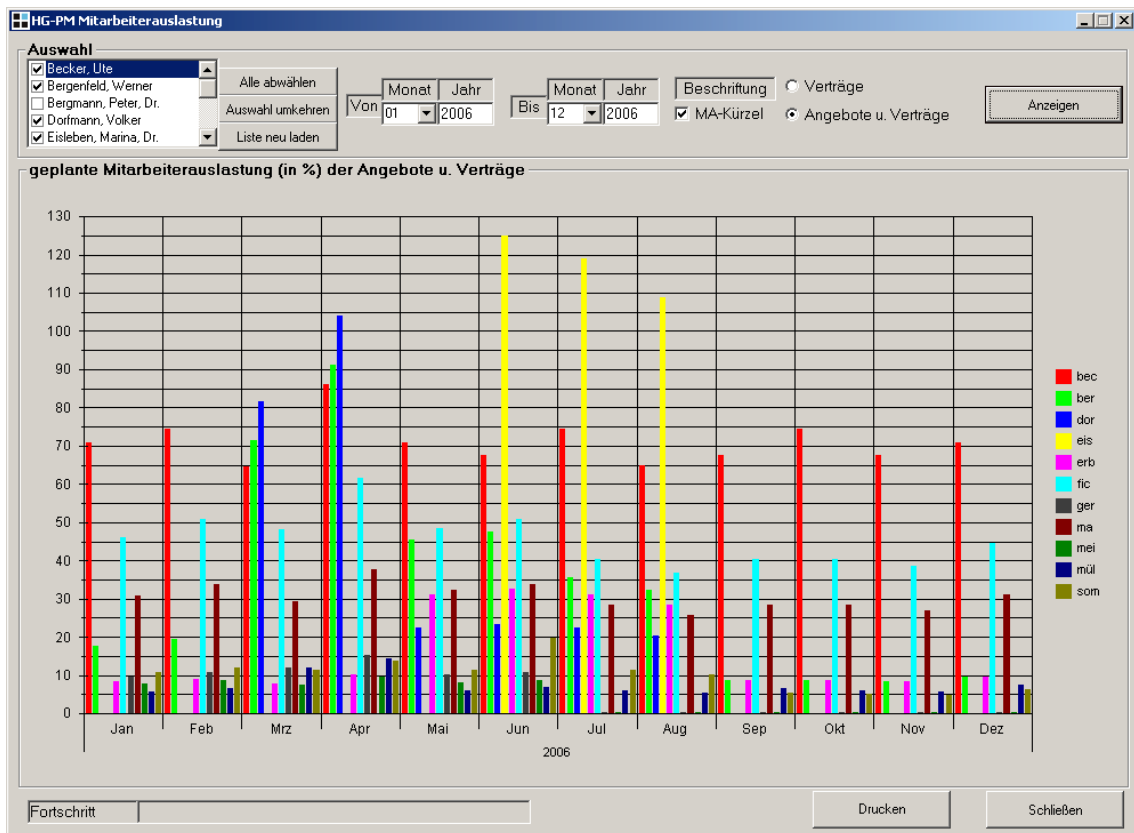 HG-PM Mitarbeiterauslastung
Auswahl
Becker, Ute
Bergenfeld, Werner
Bergmann, Peter, Dr.
Dorfmann, Volker
Eisleben, Marina, Dr.
Alle abwählen
Auswahl umkehren
Liste neu laden
Von
Monat Jahr
01 2006
Bis
Monat Jahr
12 2006
Beschriftung
MA-Kürzel
Verträge
Angebote u. Verträge
Anzeigen
geplante Mitarbeiterauslastung (in %) der Angebote u. Verträge
130
120
110
100
90
80
70
60
50
40
30
20
10
0
Jan Feb Mrz Apr Mai Jun Jul Aug Sep Okt Nov Dez
2006
bec
ber
dor
eis
erb
fic
ger
ma
mei
mül
som
Fortschritt
Drucken
Schließen